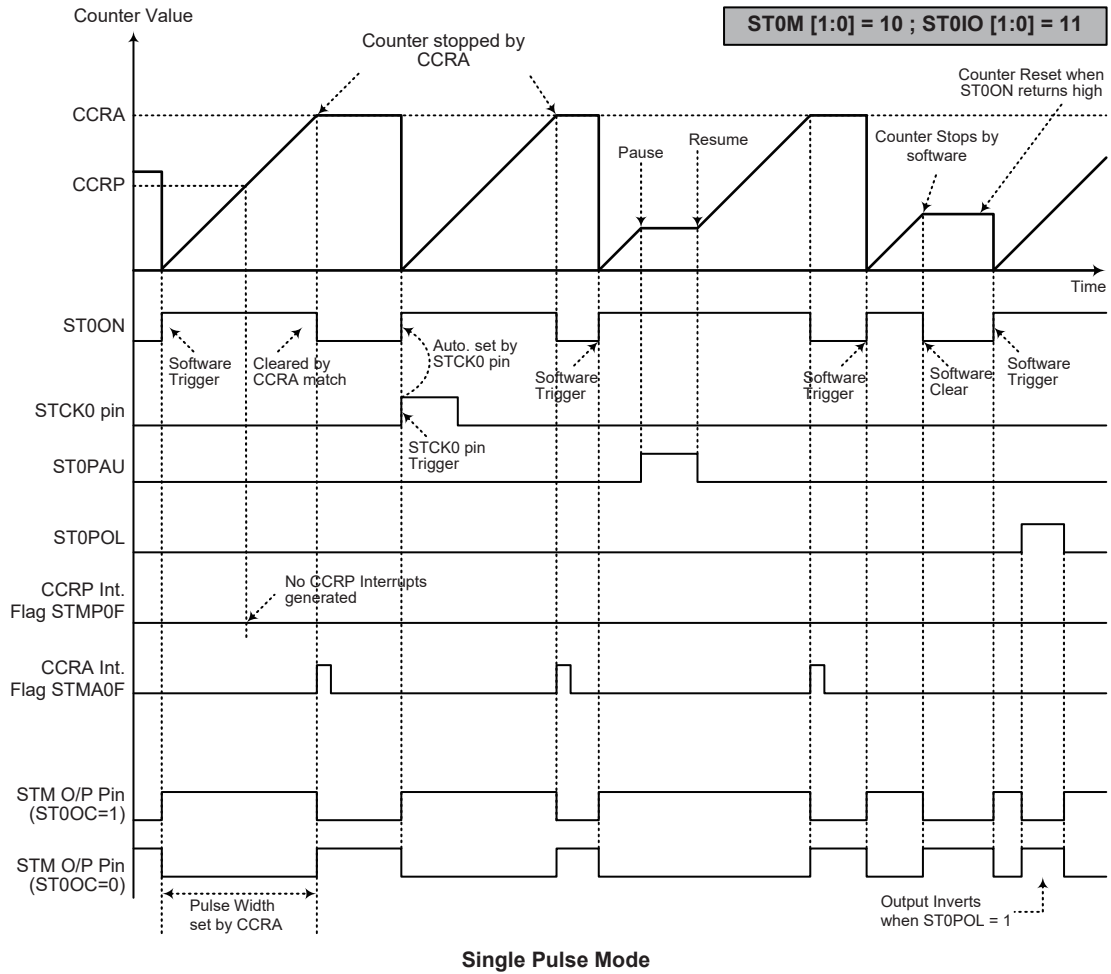 Counter Value
ST0M [1:0] = 10 ; ST0IO [1:0] = 11
Counter stopped by
CCRA
Counter Reset when
ST0ON returns high
CCRA
Pause
Resume
Counter Stops by
software
CCRP
Time
ST0ON
Software
Trigger
Cleared by
CCRA match
Auto. set by
STCK0 pin
Software
Trigger
Software
Trigger
Software
Clear
Software
Trigger
STCK0 pin
STCK0 pin
Trigger
ST0PAU
ST0POL
CCRP Int.
Flag STMP0F
No CCRP Interrupts
generated
CCRA Int.
Flag STMA0F
STM O/P Pin
(ST0OC=1)
STM O/P Pin
(ST0OC=0)
Pulse Width
set by CCRA
Output Inverts
when ST0POL = 1
Single Pulse Mode